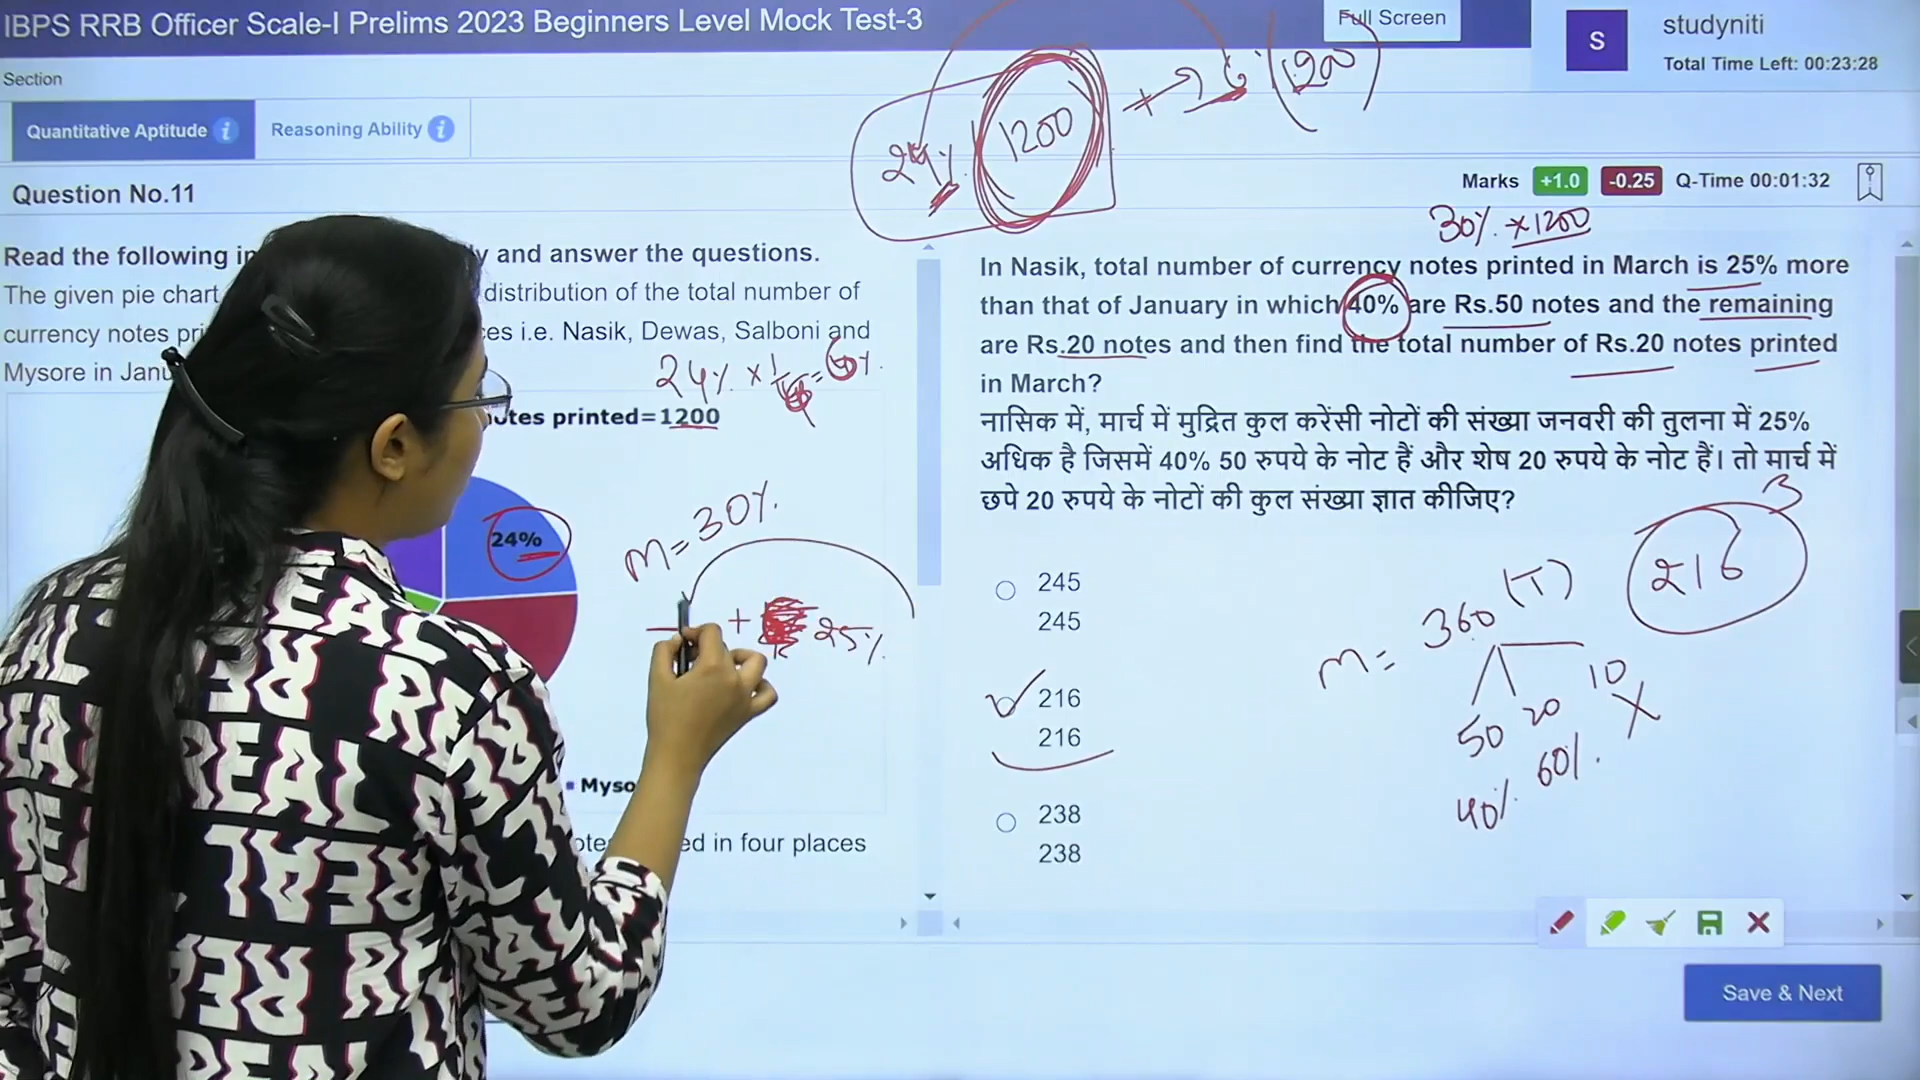 IBPS RRB Officer Scale-I Prelims 2023 Beginners Level Mock Test-3
Full Screen
S
studyniti
Total Time Left: 00:23:28
Section
Quantitative Aptitude i
Reasoning Ability i
24% (1200) + 6% (1200)
Question No.11
Marks +1.0 -0.25 Q-Time 00:01:32
30% × 1200
Read the following in y and answer the questions.
The given pie chart distribution of the total number of
currency notes pri es i.e. Nasik, Dewas, Salboni and
Mysore in Janu
24% × 1/4 = 6%
notes printed=1200
24%
M = 30%
+ 25%
Myso
otes ed in four places
In Nasik, total number of currency notes printed in March is 25% more
than that of January in which 40% are Rs.50 notes and the remaining
are Rs.20 notes and then find the total number of Rs.20 notes printed
in March?
नासिक में, मार्च में मुद्रित कुल करेंसी नोटों की संख्या जनवरी की तुलना में 25%
अधिक है जिसमें 40% 50 रुपये के नोट हैं और शेष 20 रुपये के नोट हैं। तो मार्च में
छपे 20 रुपये के नोटों की कुल संख्या ज्ञात कीजिए?
245
245
216
216
238
238
216
M = 360 (T)
50 20 10
40% 60%
Save & Next